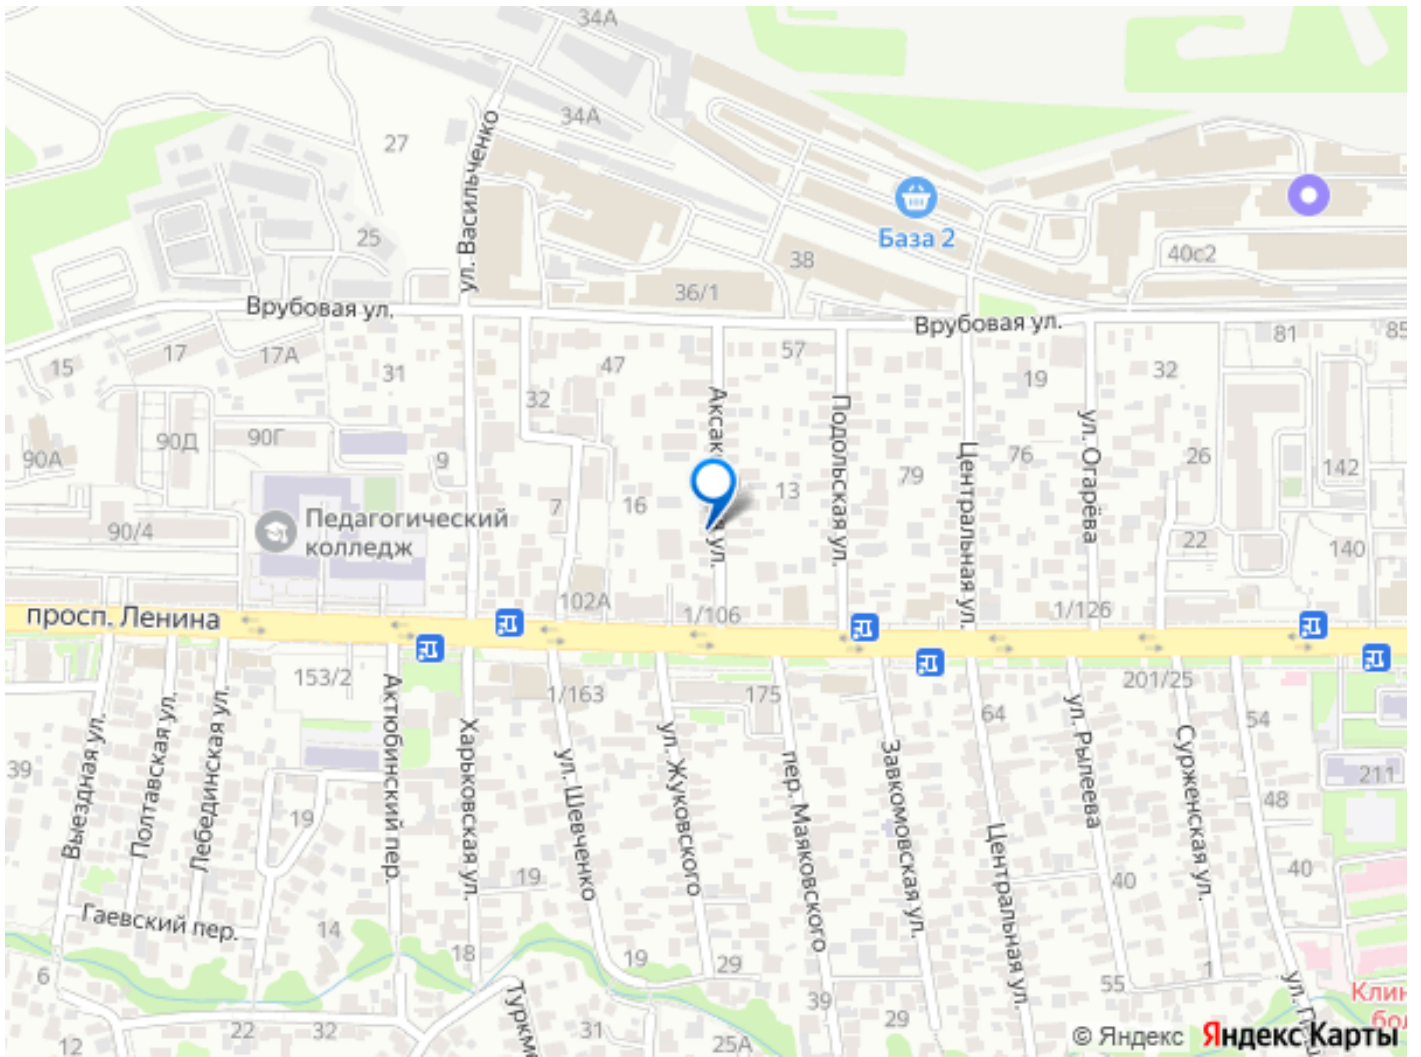 34А
34А
27
ул. Васильченко
25
База 2
38
40с2
36/1
Врубовая ул.
Врубовая ул.
81
85
15
17
17А
31
47
57
19
32
32
Аксак
Подольская ул.
Центральная ул.
ул. Огарёва
90А
90Д
90Г
9
76
26
142
79
13
16
7
я ул.
90/4
Педагогический
колледж
22
140
102А
1/106
1/126
просп. Ленина
153/2
1/163
175
201/25
64
54
Выездная ул.
Полтавская ул.
Лебединская ул.
Актюбинский пер.
Харьковская ул.
ул. Шевченко
ул. Жуковского
пер. Маяковского
Завкомовская ул.
Центральная ул.
ул. Рылеева
Сурженская ул.
39
211
48
19
19
40
40
Гаевский пер.
14
18
19
29
6
55
1
39
ул. Г
Клин
бол
Туркм
22
32
12
31
25А
29
© Яндекс Яндекс Карты